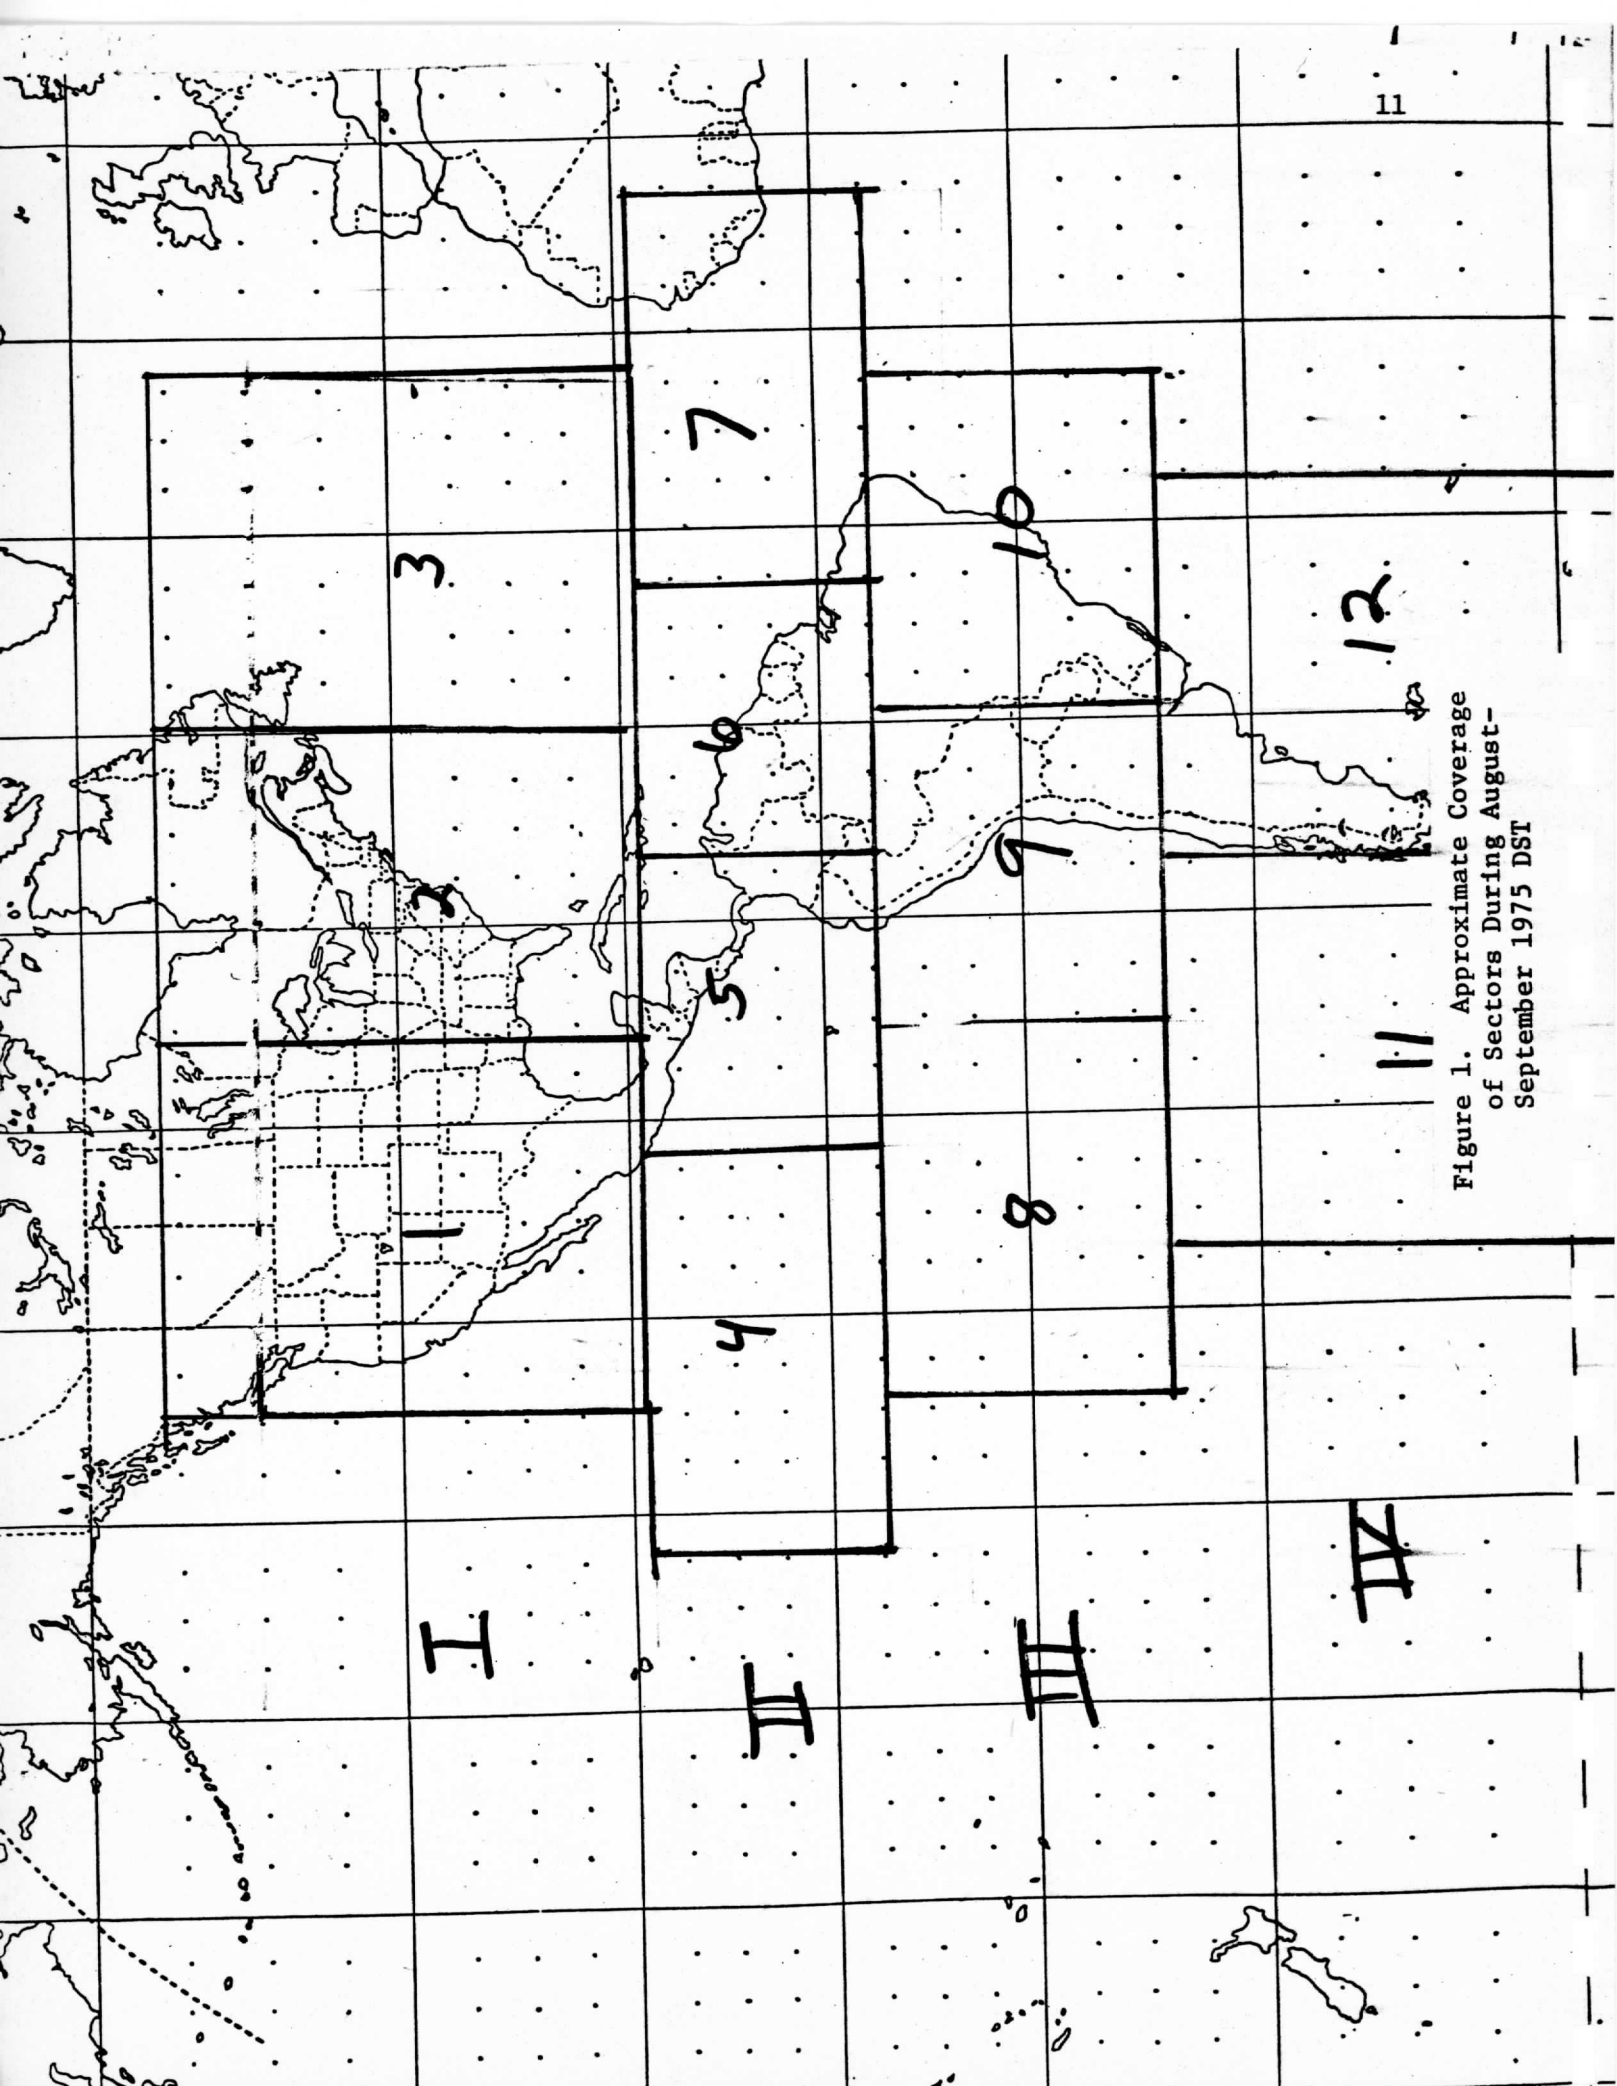 11
1
2
3
I
4
5
6
7
II
8
9
10
III
11
12
IV
Figure 1. Approximate Coverage
of Sectors During August-
September 1975 DST